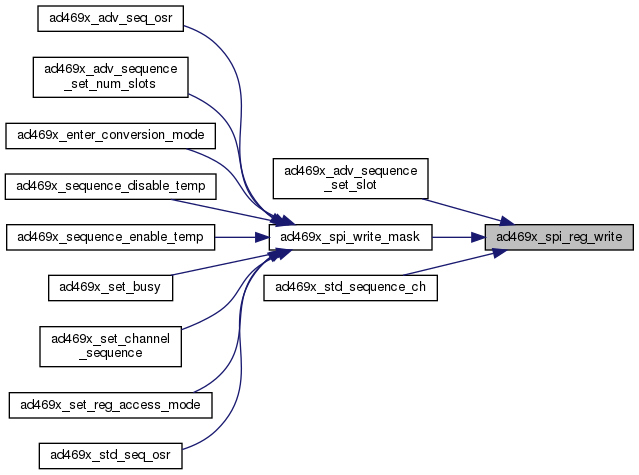 ad469x_adv_seq_osr
ad469x_adv_sequence
_set_num_slots
ad469x_enter_conversion_mode
ad469x_sequence_disable_temp
ad469x_sequence_enable_temp
ad469x_set_busy
ad469x_set_channel
_sequence
ad469x_set_reg_access_mode
ad469x_std_seq_osr
ad469x_adv_sequence
_set_slot
ad469x_spi_write_mask
ad469x_std_sequence_ch
ad469x_spi_reg_write